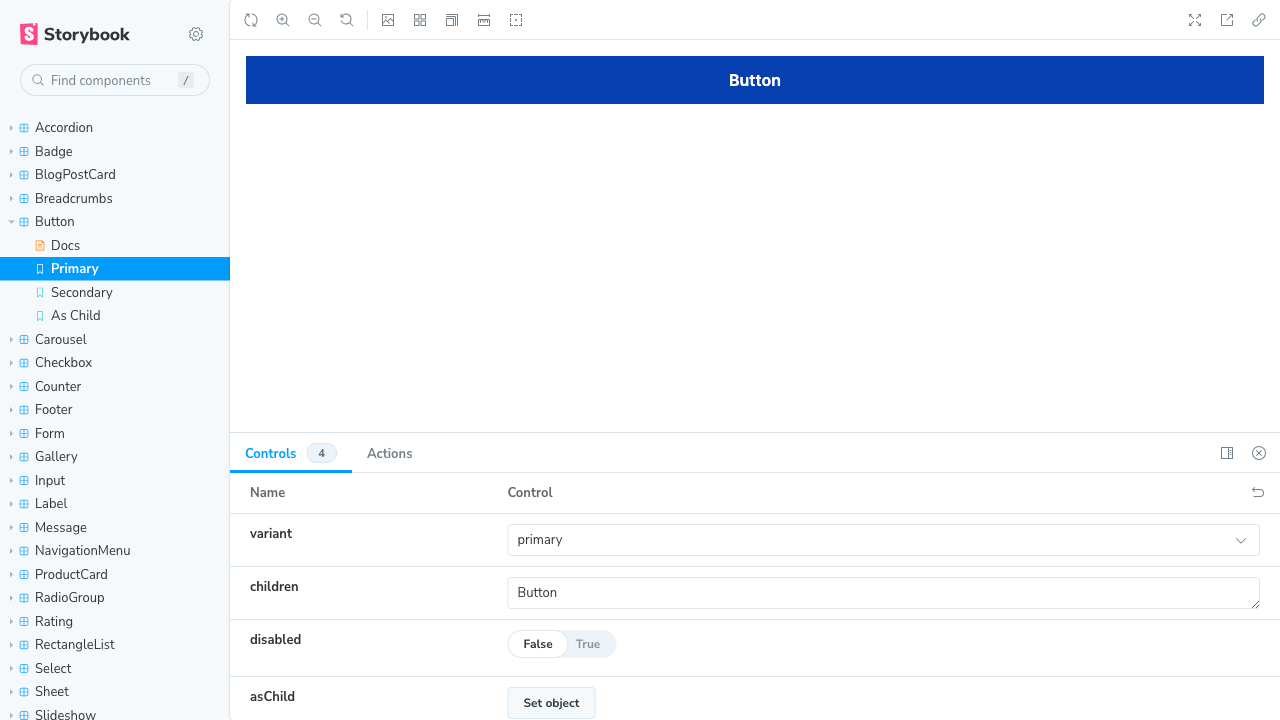 Storybook
Find components /
Accordion
Badge
BlogPostCard
Breadcrumbs
Button
Docs
Primary
Secondary
As Child
Carousel
Checkbox
Counter
Footer
Form
Gallery
Input
Label
Message
NavigationMenu
ProductCard
RadioGroup
Rating
RectangleList
Select
Sheet
Slideshow
Button
Controls 4 Actions
Name Control
variant primary
children Button
disabled False True
asChild Set object